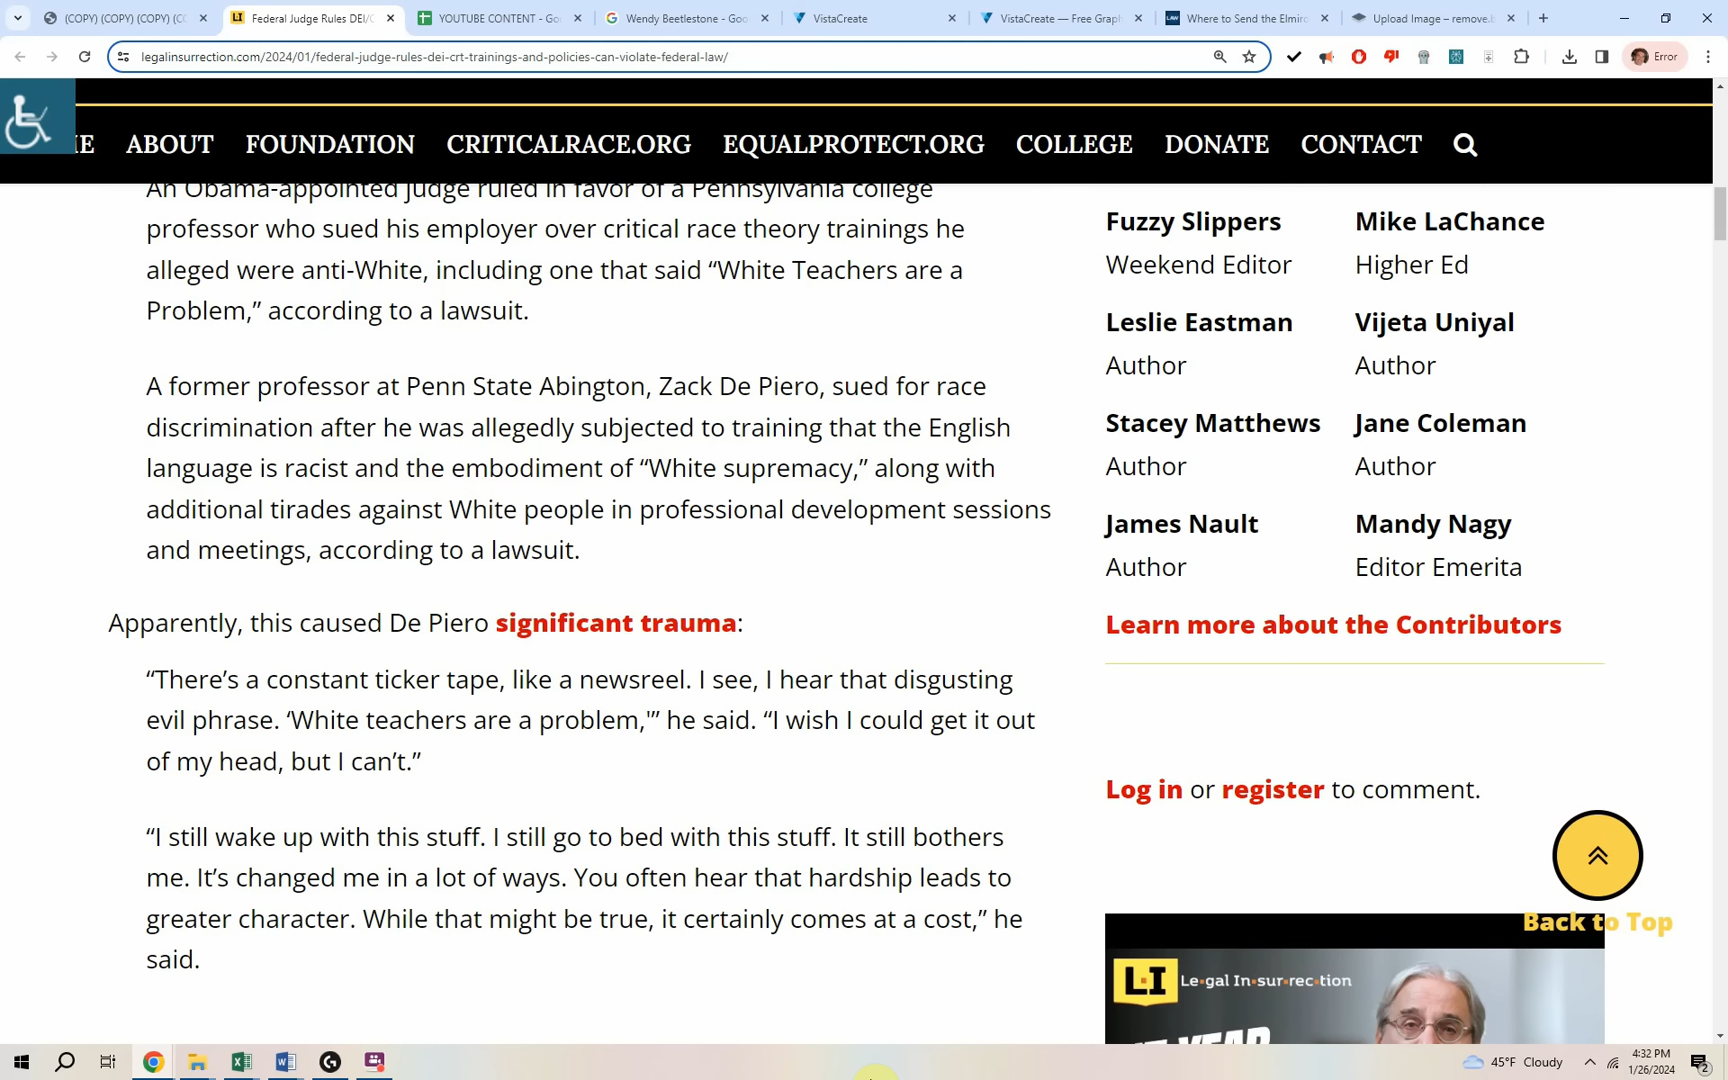 (COPY) (COPY) (COPY) (CO
Federal Judge Rules DEI/C
YOUTUBE CONTENT - Go
Wendy Beetlestone - Goo
VistaCreate
VistaCreate — Free Graph
Where to Send the Elmiro
Upload Image – remove.b
legalinsurrection.com/2024/01/federal-judge-rules-dei-crt-trainings-and-policies-can-violate-federal-law/
Error
ABOUT FOUNDATION CRITICALRACE.ORG EQUALPROTECT.ORG COLLEGE DONATE CONTACT
An Obama-appointed judge ruled in favor of a Pennsylvania college
professor who sued his employer over critical race theory trainings he
alleged were anti-White, including one that said “White Teachers are a
Problem,” according to a lawsuit.
A former professor at Penn State Abington, Zack De Piero, sued for race
discrimination after he was allegedly subjected to training that the English
language is racist and the embodiment of “White supremacy,” along with
additional tirades against White people in professional development sessions
and meetings, according to a lawsuit.
Apparently, this caused De Piero significant trauma:
“There’s a constant ticker tape, like a newsreel. I see, I hear that disgusting
evil phrase. ‘White teachers are a problem,'” he said. “I wish I could get it out
of my head, but I can’t.”
“I still wake up with this stuff. I still go to bed with this stuff. It still bothers
me. It’s changed me in a lot of ways. You often hear that hardship leads to
greater character. While that might be true, it certainly comes at a cost,” he
said.
Fuzzy Slippers Mike LaChance
Weekend Editor Higher Ed
Leslie Eastman Vijeta Uniyal
Author Author
Stacey Matthews Jane Coleman
Author Author
James Nault Mandy Nagy
Author Editor Emerita
Learn more about the Contributors
Log in or register to comment.
Back to Top
LI Le·gal In·sur·rec·tion
YEAR
45°F Cloudy
4:32 PM
1/26/2024
2